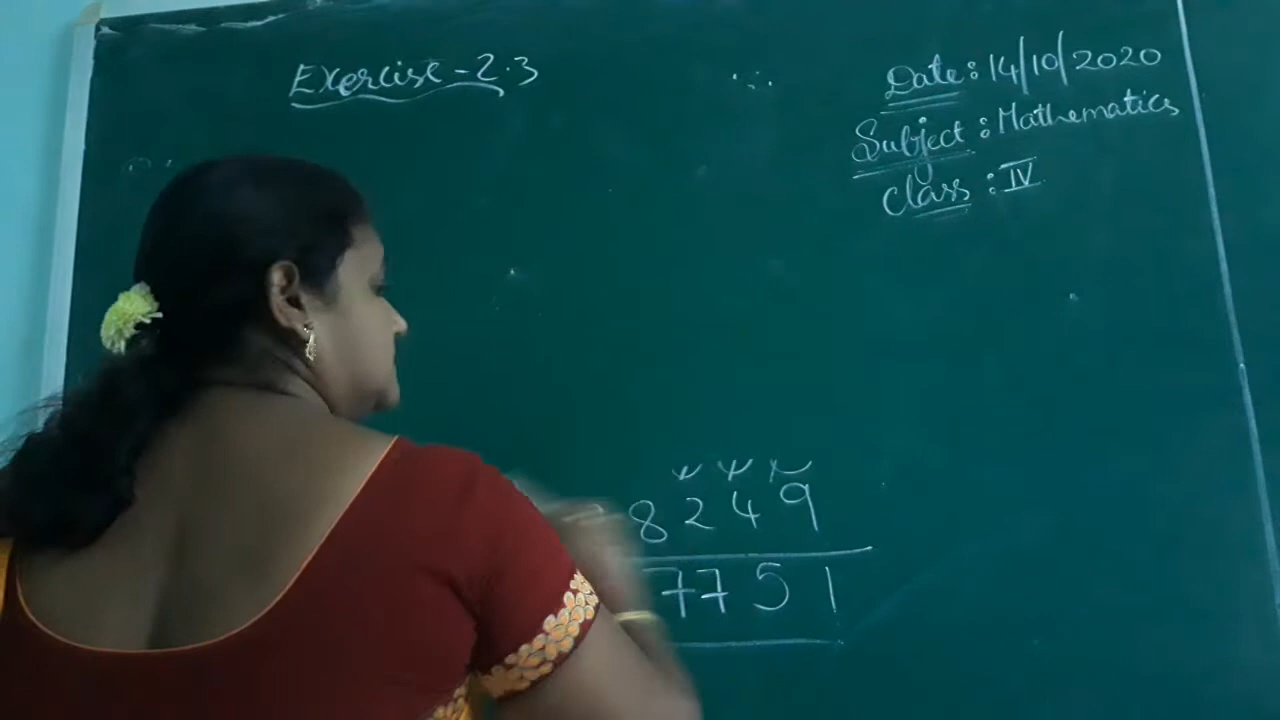 Exercise - 2.3
Date: 14/10/2020
Subject: Mathematics
Class: IV
8249
7751